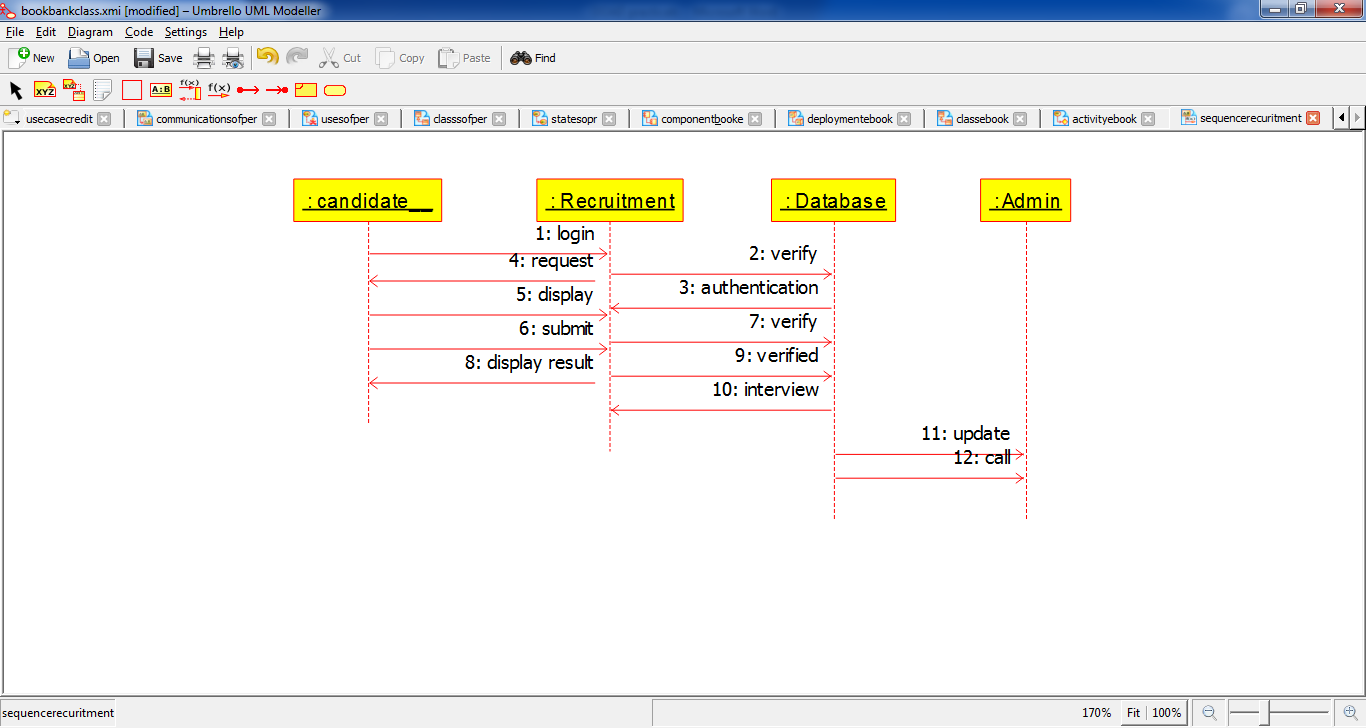 bookbankclass.xmi [modified] – Umbrello UML Modeller
File Edit Diagram Code Settings Help
New Open Save Cut Copy Paste Find
XYZ XYZ A:B f(x) f(x)
usecasecredit communicationsofper usesofper classsofper statesopr componentbooke deploymentebook classebook activityebook sequencerecuritment
:candidate__ :Recruitment :Database :Admin
1: login
2: verify
4: request
3: authentication
5: display
7: verify
6: submit
9: verified
8: display result
10: interview
11: update
12: call
sequencerecuritment 170% Fit 100%